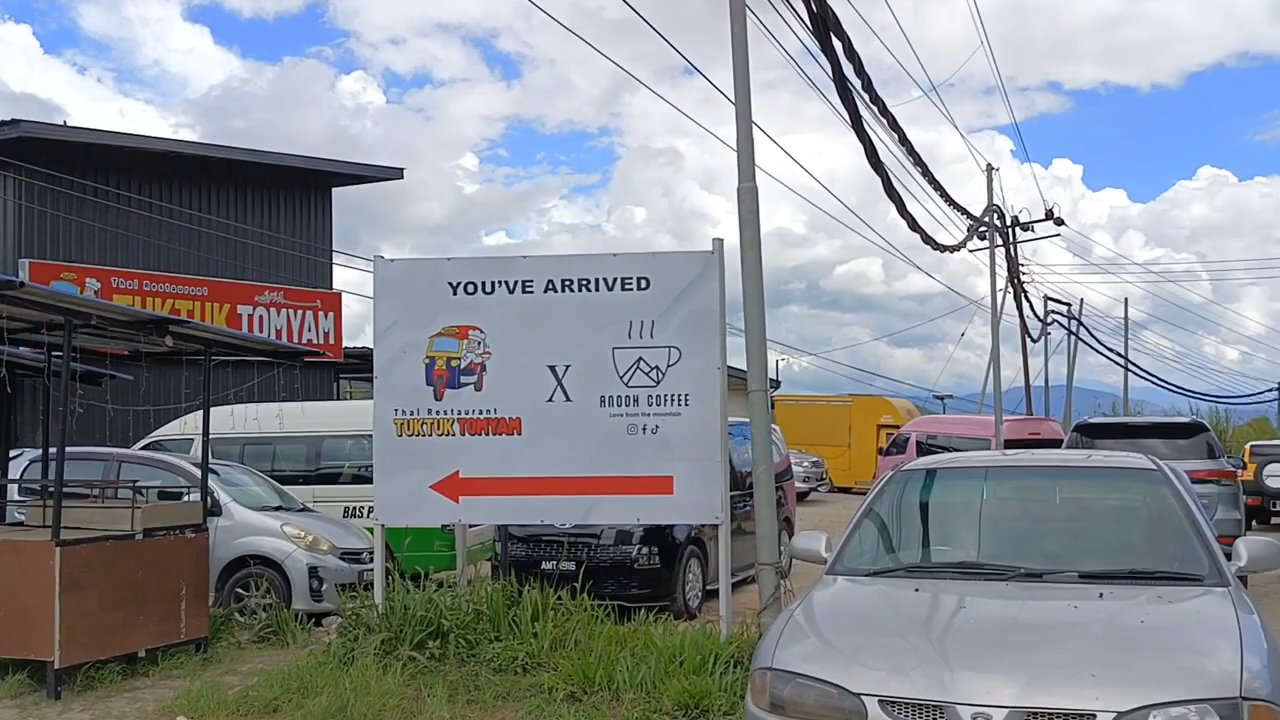 Thai Restaurant
TUKTUK TOMYAM
YOU'VE ARRIVED
Thai Restaurant
TUKTUK TOMYAM
X
ANOOH COFFEE
Love from the mountain
BAS P
AMT 4916